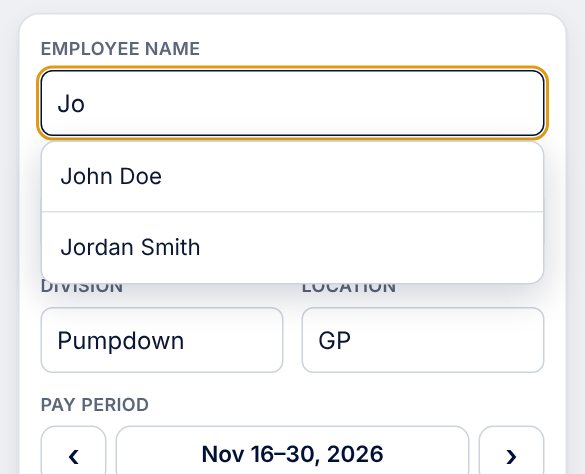 EMPLOYEE NAME
Jo
John Doe
Jordan Smith
DIVISION LOCATION
Pumpdown GP
PAY PERIOD
‹ Nov 16–30, 2026 ›